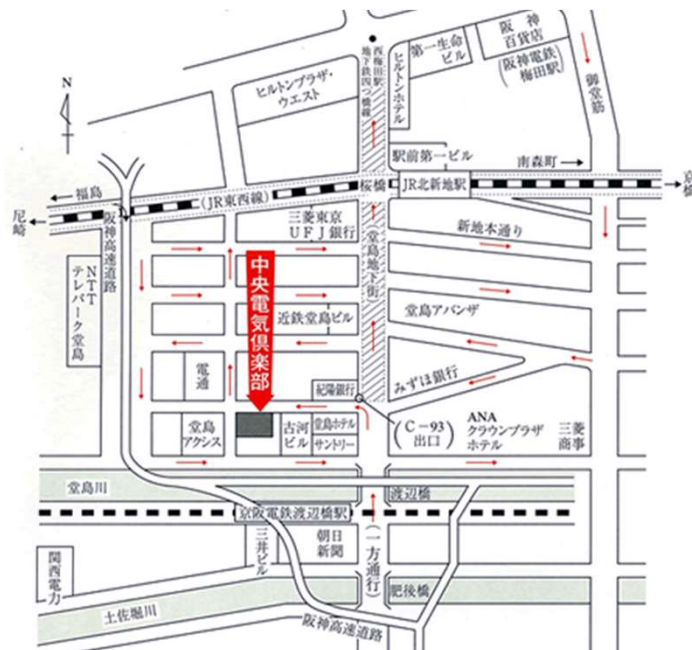 西梅田駅
地下鉄四つ橋線
ヒルトンホテル
第一生命
ビル
阪神
百貨店
(阪神電鉄
梅田駅)
御堂筋
N
ヒルトンプラザ・
ウエスト
駅前第一ビル
南森町
福島
(JR東西線)
桜橋
JR北新地駅
京橋
尼崎
阪神高速道路
三菱東京
UFJ銀行
堂島地下街
新地本通り
NTT
テレパーク堂島
中央電気倶楽部
近鉄堂島ビル
堂島アバンザ
電通
紀陽銀行
みずほ銀行
堂島
アクシス
古河
ビル
堂島ホテル
サントリー
(C-93
出口)
ANA
クラウンプラザ
ホテル
三菱
商事
堂島川
渡辺橋
京阪電鉄渡辺橋駅
関西電力
三井ビル
朝日
新聞
(一方通行)
肥後橋
土佐堀川
阪神高速道路